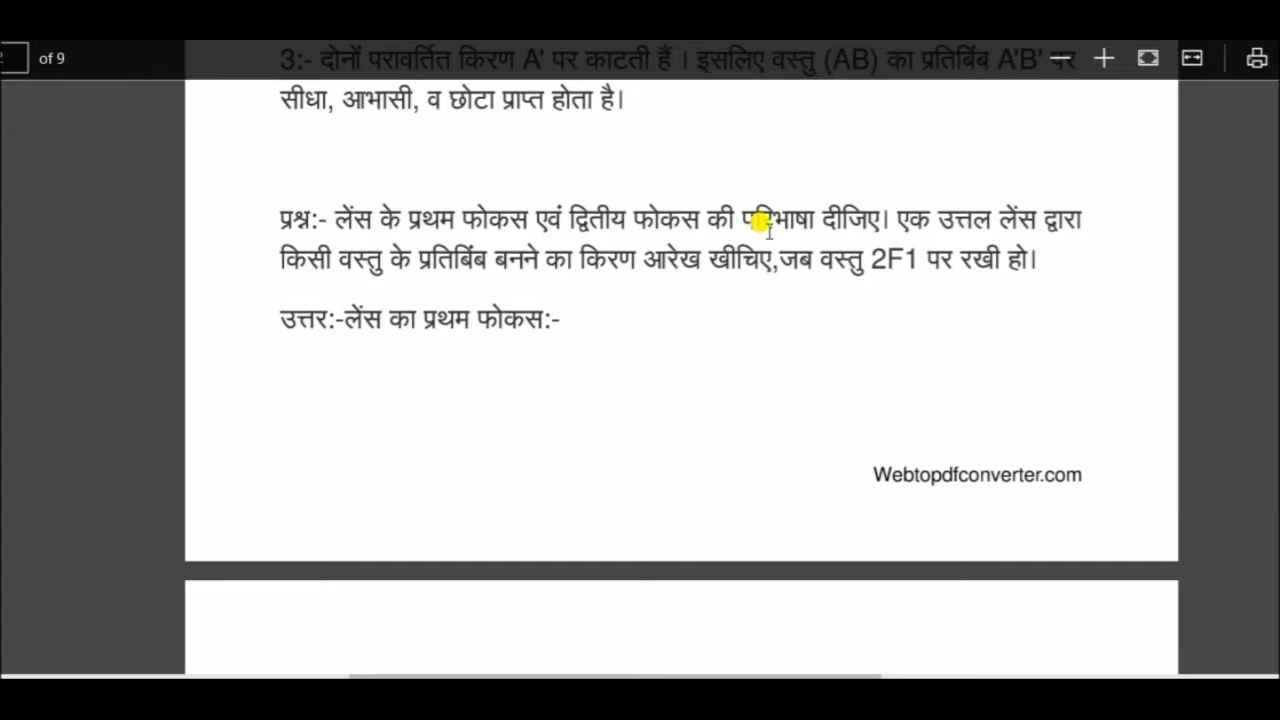 of 9
3:- दोनों परावर्तित किरण A' पर काटती हैं । इसलिए वस्तु (AB) का प्रतिबिंब A'B' पर
सीधा, आभासी, व छोटा प्राप्त होता है।
प्रश्न:- लेंस के प्रथम फोकस एवं द्वितीय फोकस की परिभाषा दीजिए। एक उत्तल लेंस द्वारा
किसी वस्तु के प्रतिबिंब बनने का किरण आरेख खीचिए,जब वस्तु 2F1 पर रखी हो।
उत्तर:-लेंस का प्रथम फोकस:-
Webtopdfconverter.com